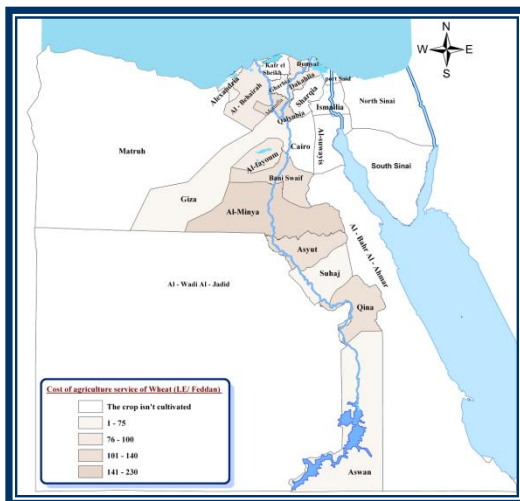 N
W E
S
Kafr el
Sheikh
Dumyat
port Said
Alexandria
Al - Behairah
Gharbia
Dakahlia
Sharqia
Ismailia
North Sinai
Qalyubia
Cairo
Al-suways
Matruh
Al-fayoum
South Sinai
Bani Swaif
Giza
Al-Minya
Al - Bahr Al - Ahmar
Asyut
Suhaj
Al - Wadi Al - Jadid
Qina
Aswan
Cost of agriculture service of Wheat (LE/ Feddan)
The crop isn't cultivated
1 - 75
76 - 100
101 - 140
141 - 230